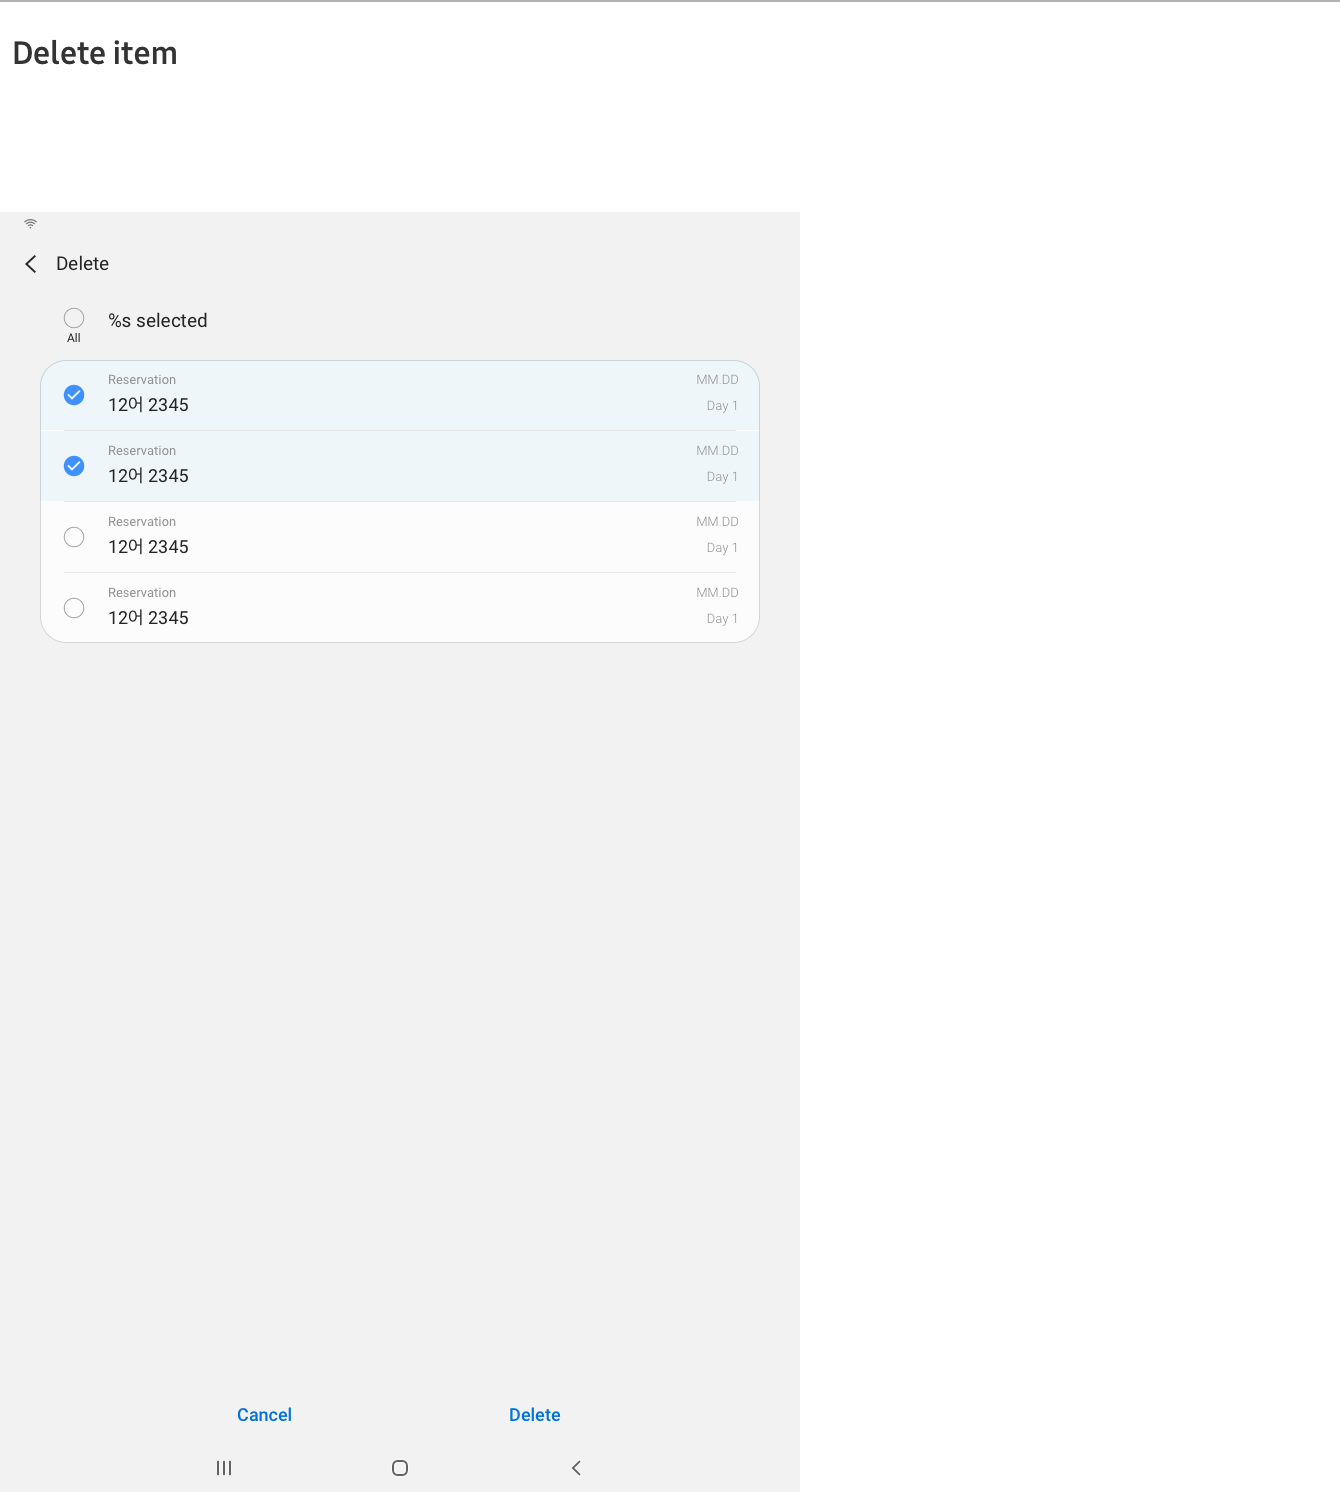 Delete item
Delete
All
%s selected
Reservation
MM.DD
12어 2345
Day 1
Reservation
MM.DD
12어 2345
Day 1
Reservation
MM.DD
12어 2345
Day 1
Reservation
MM.DD
12어 2345
Day 1
Cancel
Delete